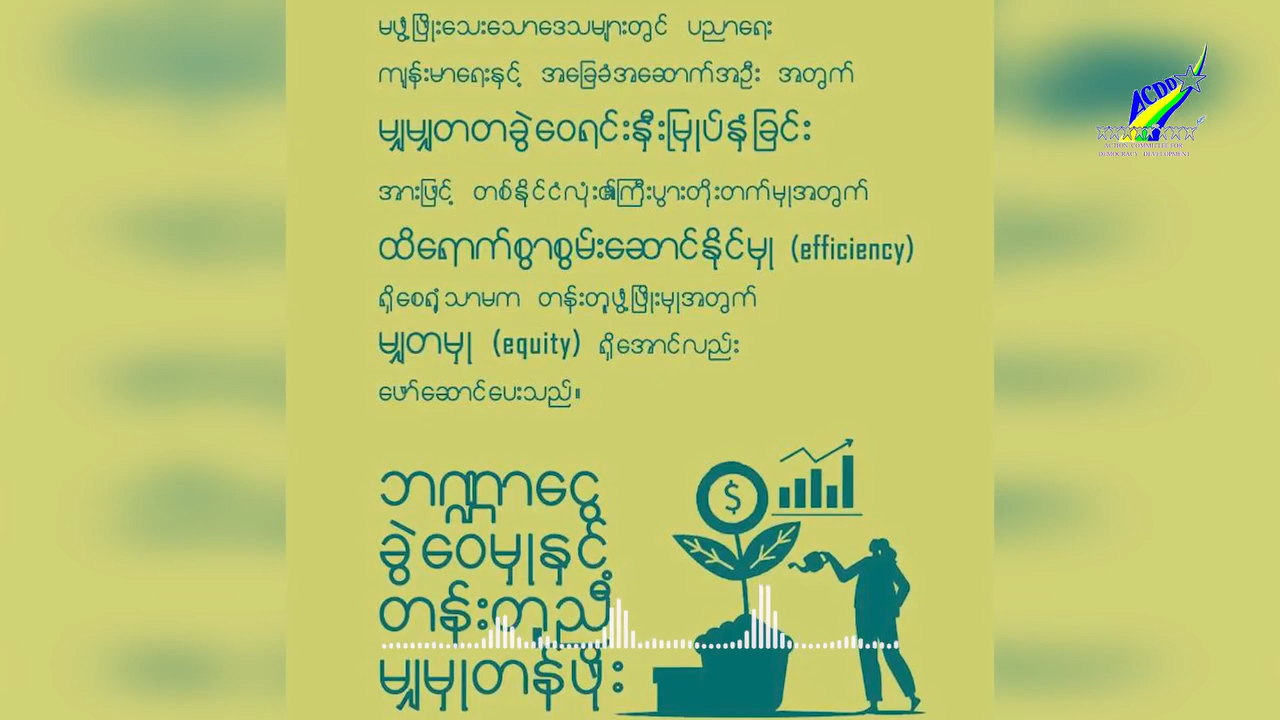 မဖွံ့ဖြိုးသေးသောဒေသများတွင် ပညာရေး
ကျန်းမာရေးနှင့် အခြေခံအဆောက်အဦး အတွက်
မျှမျှတတခွဲဝေရင်းနှီးမြှုပ်နှံခြင်း
အားဖြင့် တစ်နိုင်ငံလုံး၏ကြီးပွားတိုးတက်မှုအတွက်
ထိရောက်စွာစွမ်းဆောင်နိုင်မှု (efficiency)
ရှိစေရုံသာမက တန်းတူဖွံ့ဖြိုးမှုအတွက်
မျှတမှု (equity) ရှိအောင်လည်း
ဖော်ဆောင်ပေးသည်။
ဘဏ္ဍာငွေ
ခွဲဝေမှုနှင့်
တန်းတူညီ
မျှမှုတန်ဖိုး
$
ACDD
ACTION COMMITTEE FOR
DEMOCRACY DEVELOPMENT